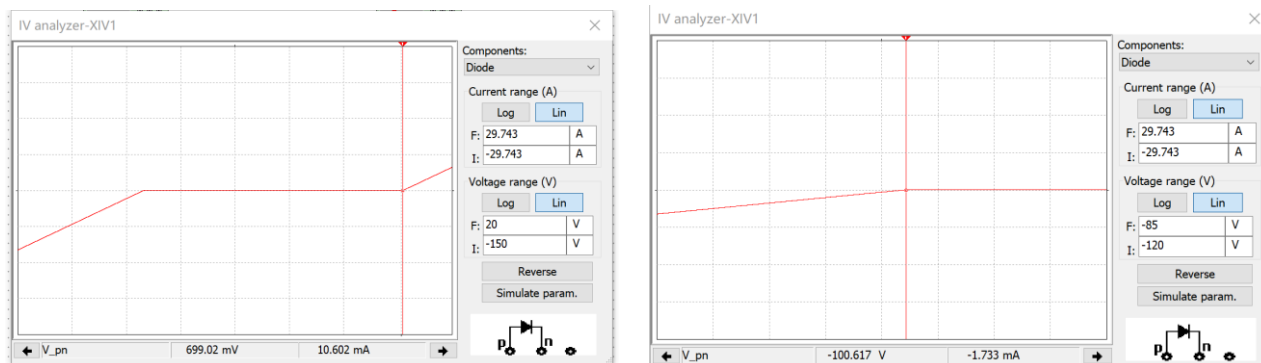 IV analyzer-XIV1
Components:
Diode
Current range (A)
Log Lin
F: 29.743 A
I: -29.743 A
Voltage range (V)
Log Lin
F: 20 V
I: -150 V
Reverse
Simulate param.
p n
V_pn 699.02 mV 10.602 mA
IV analyzer-XIV1
Components:
Diode
Current range (A)
Log Lin
F: 29.743 A
I: -29.743 A
Voltage range (V)
Log Lin
F: -85 V
I: -120 V
Reverse
Simulate param.
p n
V_pn -100.617 V -1.733 mA